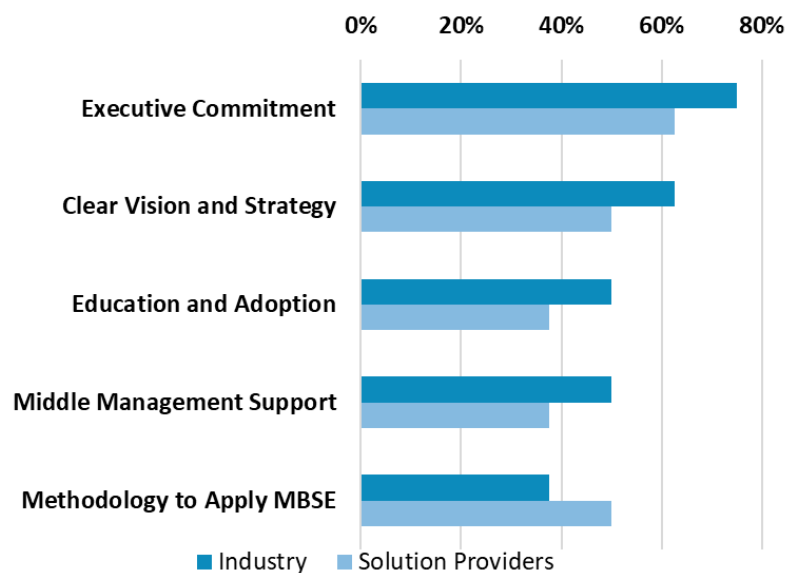 0% 20% 40% 60% 80%
Executive Commitment
Clear Vision and Strategy
Education and Adoption
Middle Management Support
Methodology to Apply MBSE
Industry Solution Providers